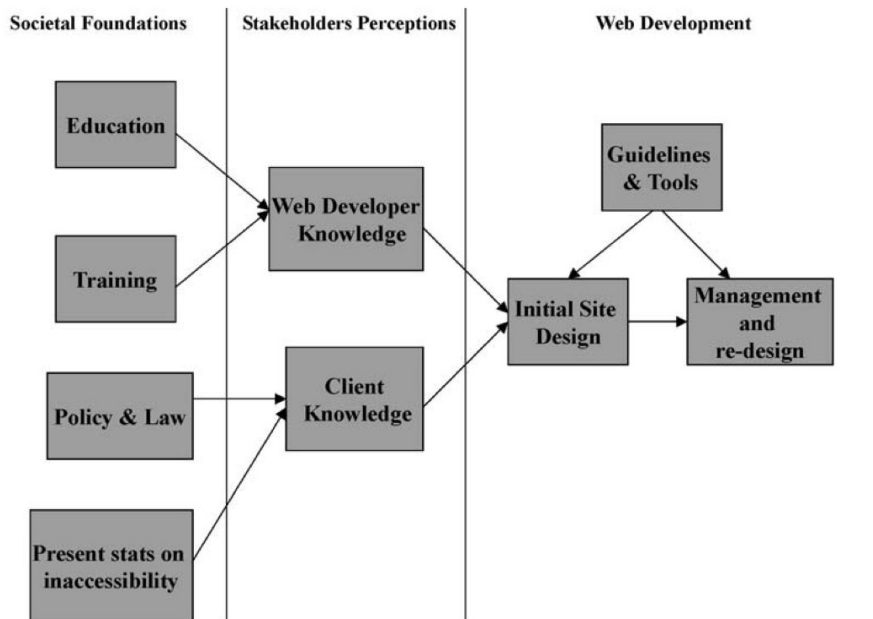 Societal Foundations
Stakeholders Perceptions
Web Development
Education
Training
Policy & Law
Present stats on
inaccessibility
Web Developer
Knowledge
Client
Knowledge
Guidelines
& Tools
Initial Site
Design
Management
and
re-design